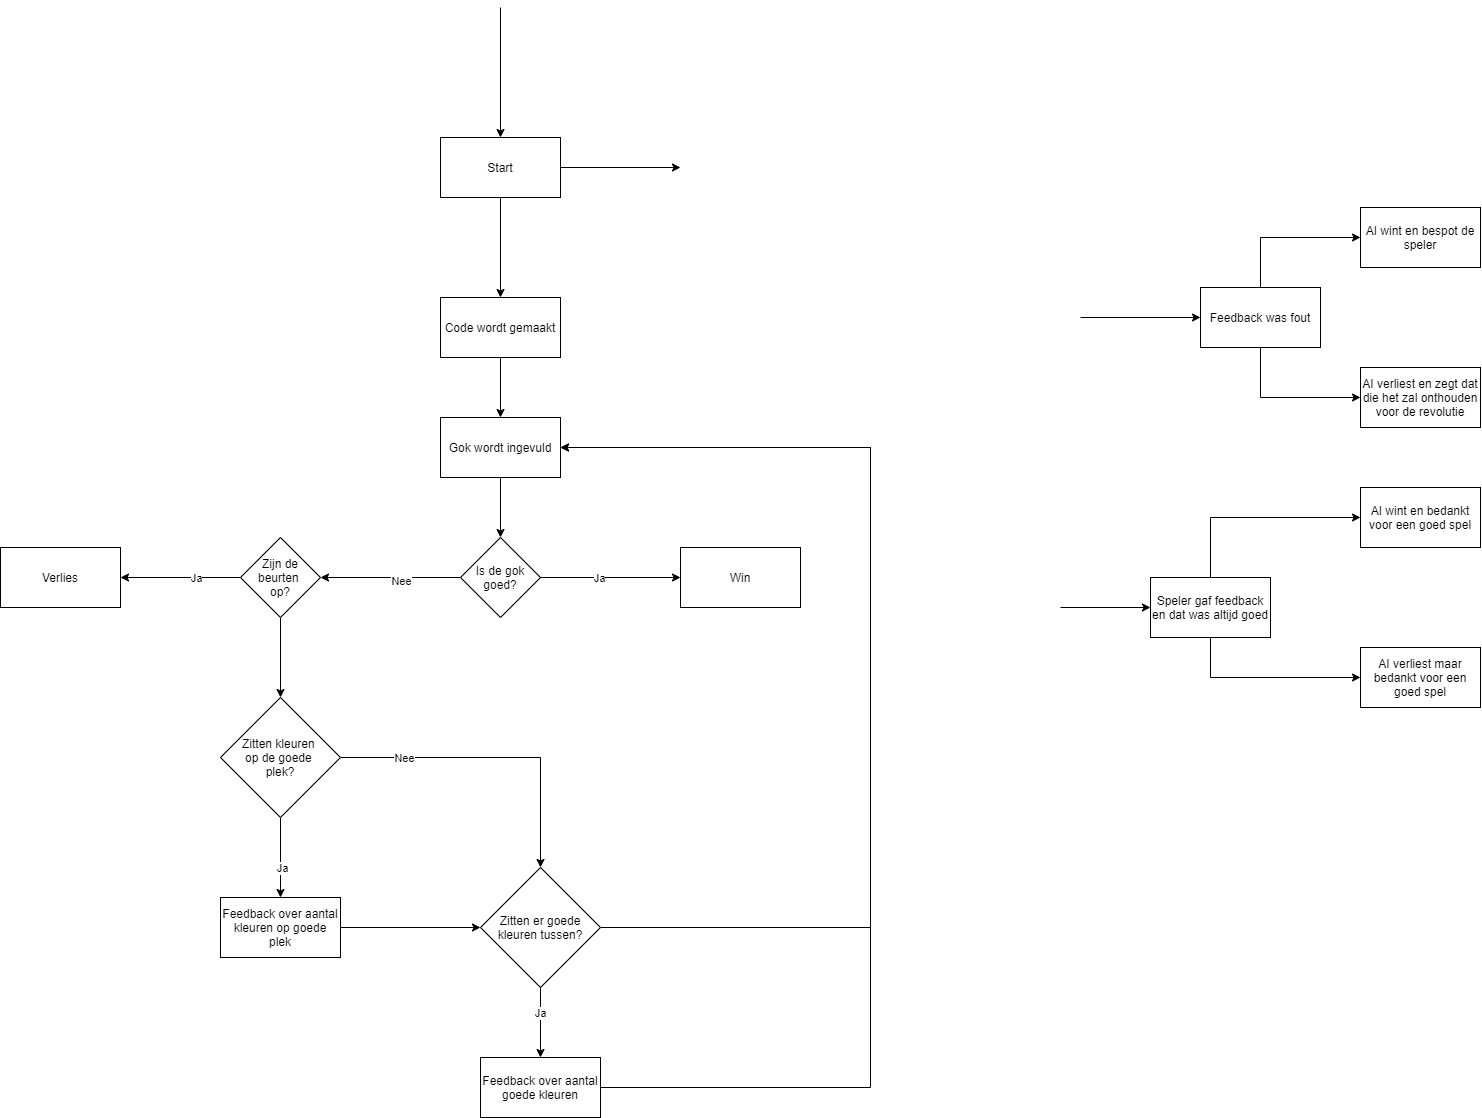 Start
Code wordt gemaakt
Gok wordt ingevuld
Is de gok
goed?
Ja
Win
Nee
Zijn de
beurten
op?
Ja
Verlies
Zitten kleuren
op de goede
plek?
Nee
Ja
Feedback over aantal
kleuren op goede
plek
Zitten er goede
kleuren tussen?
Ja
Feedback over aantal
goede kleuren
Feedback was fout
AI wint en bespot de
speler
AI verliest en zegt dat
die het zal onthouden
voor de revolutie
Speler gaf feedback
en dat was altijd goed
AI wint en bedankt
voor een goed spel
AI verliest maar
bedankt voor een
goed spel